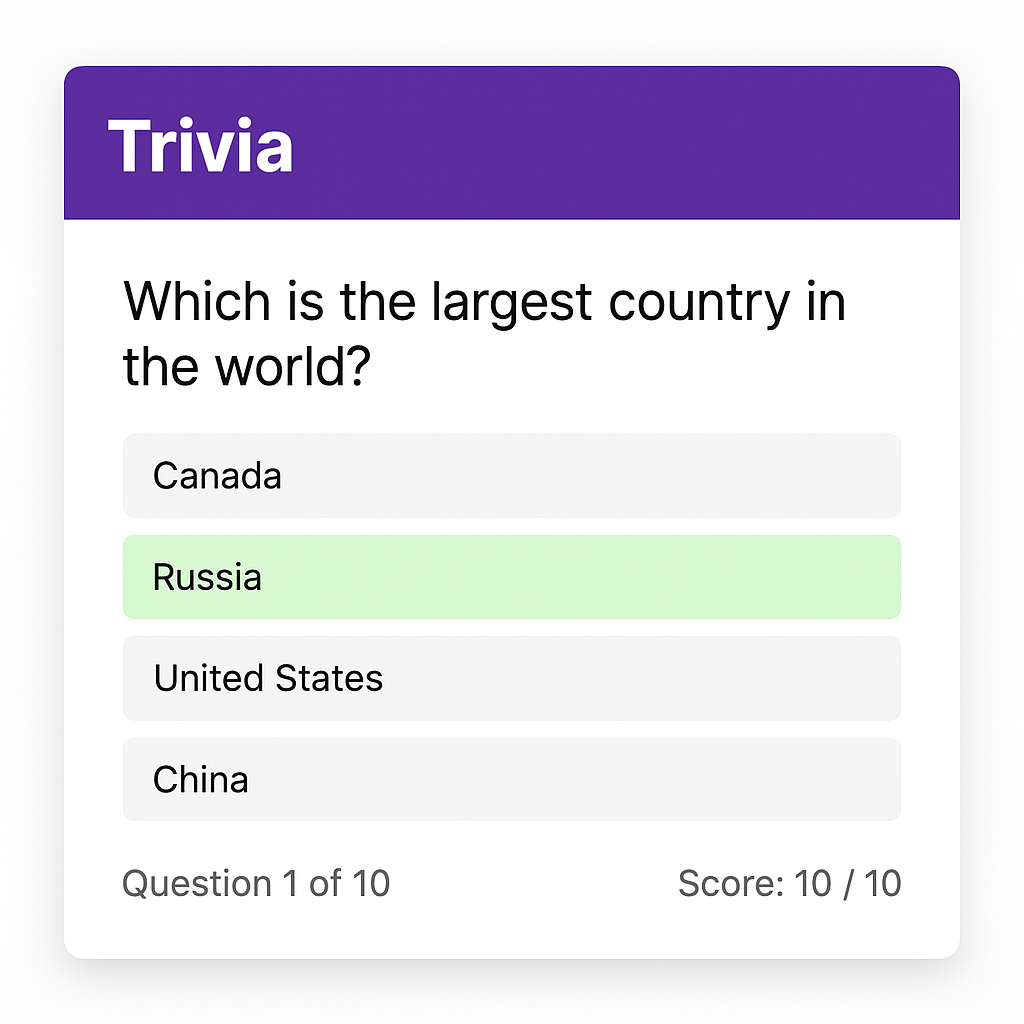 Trivia
Which is the largest country in
the world?
Canada
Russia
United States
China
Question 1 of 10
Score: 10 / 10